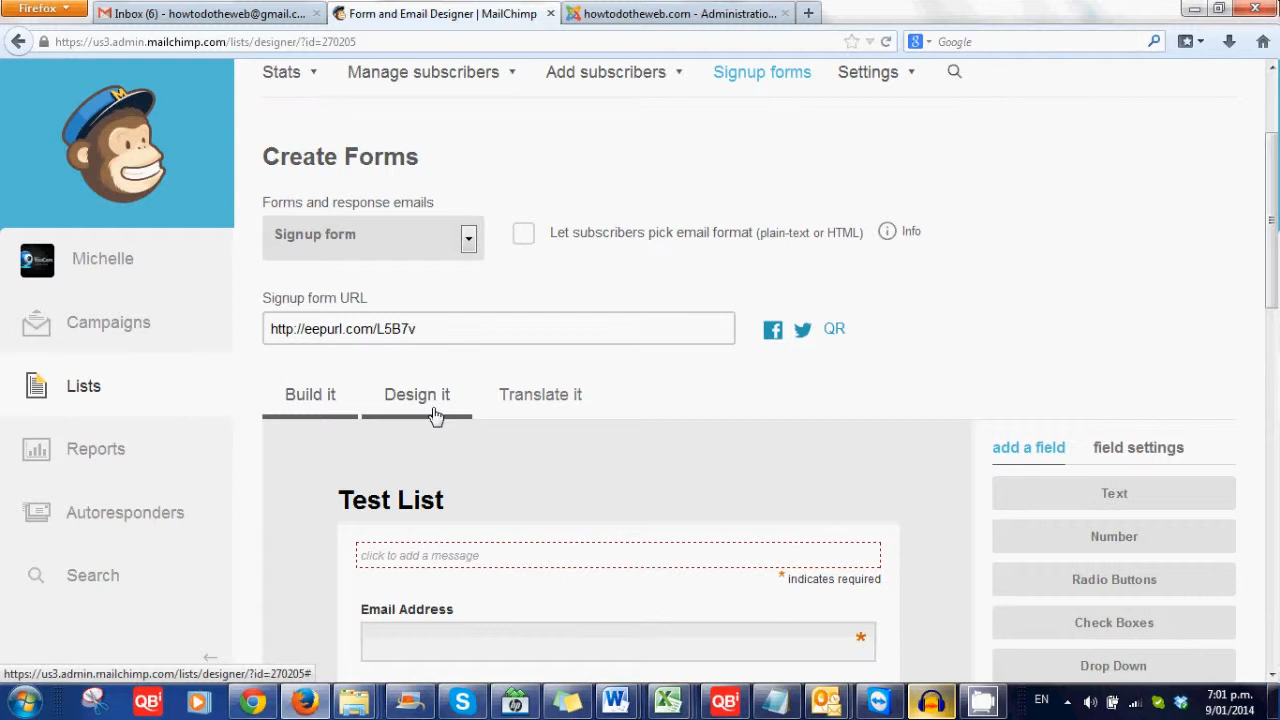 Firefox
Inbox (6) - howtodotheweb@gmail.c...
Form and Email Designer | MailChimp
howtodotheweb.com - Administratio...
https://us3.admin.mailchimp.com/lists/designer/?id=270205
Google
Stats
Manage subscribers
Add subscribers
Signup forms
Settings
Create Forms
Forms and response emails
Signup form
Let subscribers pick email format (plain-text or HTML)
Info
Michelle
Campaigns
Lists
Reports
Autoresponders
Search
Signup form URL
http://eepurl.com/L5B7v
QR
Build it
Design it
Translate it
add a field
field settings
Test List
click to add a message
* indicates required
Email Address
*
Text
Number
Radio Buttons
Check Boxes
Drop Down
https://us3.admin.mailchimp.com/lists/designer/?id=270205#
EN
7:01 p.m.
9/01/2014